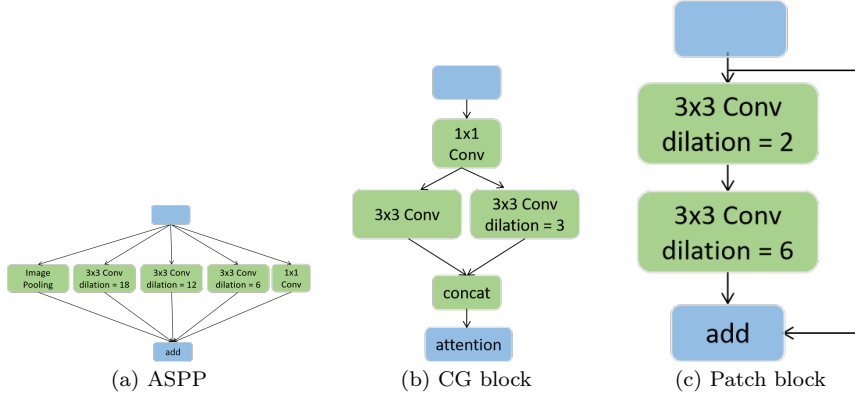 Image
Pooling
3x3 Conv
dilation = 18
3x3 Conv
dilation = 12
3x3 Conv
dilation = 6
1x1
Conv
add
(a) ASPP
1x1
Conv
3x3 Conv
3x3 Conv
dilation = 3
concat
attention
(b) CG block
3x3 Conv
dilation = 2
3x3 Conv
dilation = 6
add
(c) Patch block